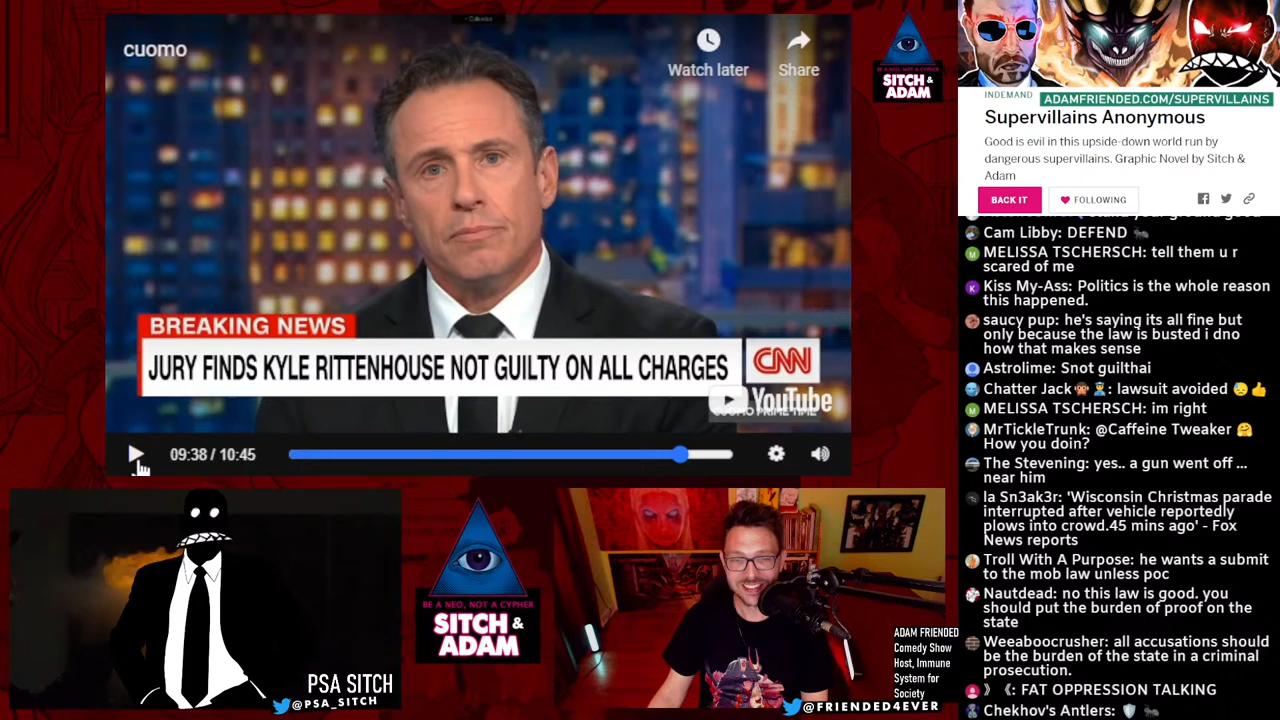 cuomo
Watch later
Share
BREAKING NEWS
JURY FINDS KYLE RITTENHOUSE NOT GUILTY ON ALL CHARGES
CNN
YouTube
CUOMO PRIME TIME
09:38 / 10:45
BE A NEO, NOT A CYPHER
SITCH &
ADAM
INDEMAND
ADAMFRIENDED.COM/SUPERVILLAINS
Supervillains Anonymous
Good is evil in this upside-down world run by
dangerous supervillains. Graphic Novel by Sitch &
Adam
BACK IT
FOLLOWING
Cam Libby: DEFEND 🐜
MELISSA TSCHERSCH: tell them u r
scared of me
Kiss My-Ass: Politics is the whole reason
this happened.
saucy pup: he's saying its all fine but
only because the law is busted i dno
how that makes sense
Astrolime: Snot guilthai
Chatter Jack🙊👮: lawsuit avoided 😥👍
MELISSA TSCHERSCH: im right
MrTickleTrunk: @Caffeine Tweaker 🤗
How you doin?
The Stevening: yes.. a gun went off ...
near him
la Sn3ak3r: 'Wisconsin Christmas parade
interrupted after vehicle reportedly
plows into crowd.45 mins ago' - Fox
News reports
Troll With A Purpose: he wants a submit
to the mob law unless poc
Nautdead: no this law is good. you
should put the burden of proof on the
state
Weeaboocrusher: all accusations should
be the burden of the state in a criminal
prosecution.
》 《: FAT OPPRESSION TALKING
Chekhov's Antlers: 🛡 🐜
PSA SITCH
@PSA_SITCH
BE A NEO, NOT A CYPHER
SITCH &
ADAM
ADAM FRIENDED
Comedy Show
Host, Immune
System for
Society
@FRIENDED4EVER